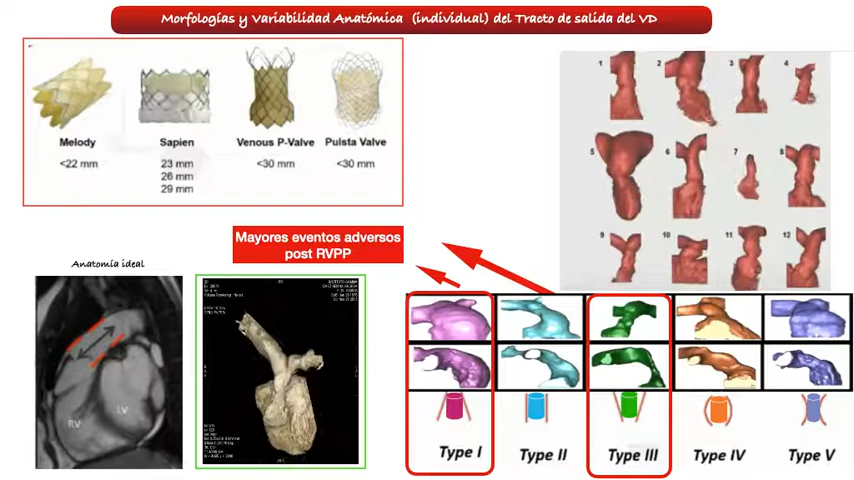 Morfologías y Variabilidad Anatómica (individual) del Tracto de salida del VD
Melody
Sapien
Venous P-Valve
Pulsta Valve
<22 mm
23 mm
<30 mm
<30 mm
26 mm
29 mm
1
2
3
4
5
6
7
8
9
10
11
12
Mayores eventos adversos
post RVPP
Anatomía ideal
RV
LV
Type I
Type II
Type III
Type IV
Type V